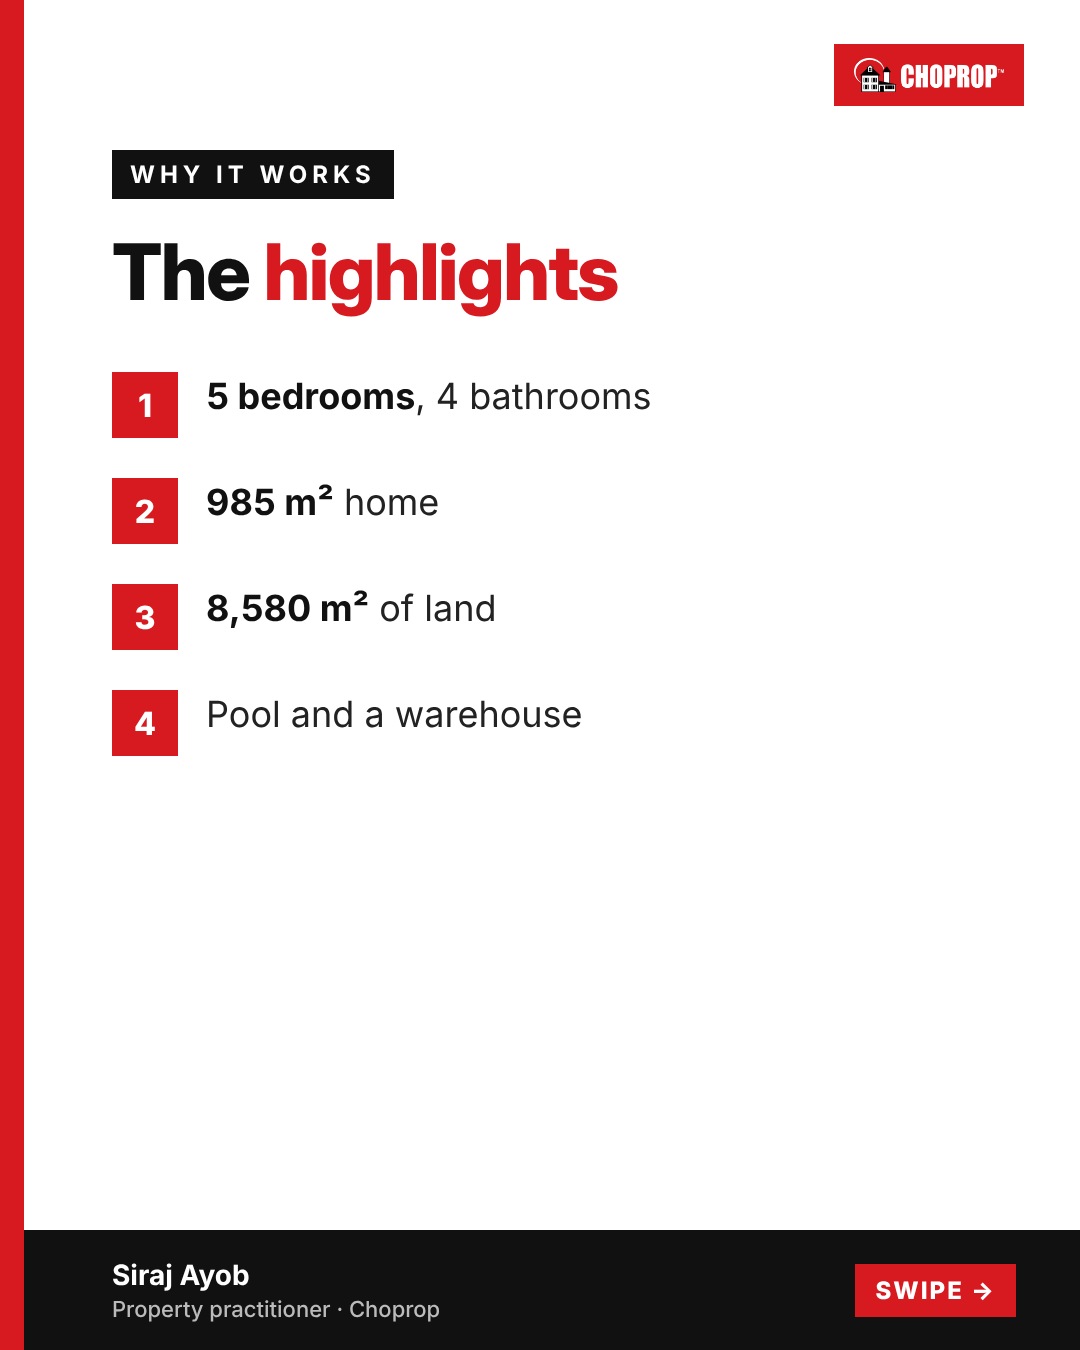 CHOPROP™
WHY IT WORKS
The highlights
1 5 bedrooms, 4 bathrooms
2 985 m² home
3 8,580 m² of land
4 Pool and a warehouse
Siraj Ayob
Property practitioner · Choprop
SWIPE →